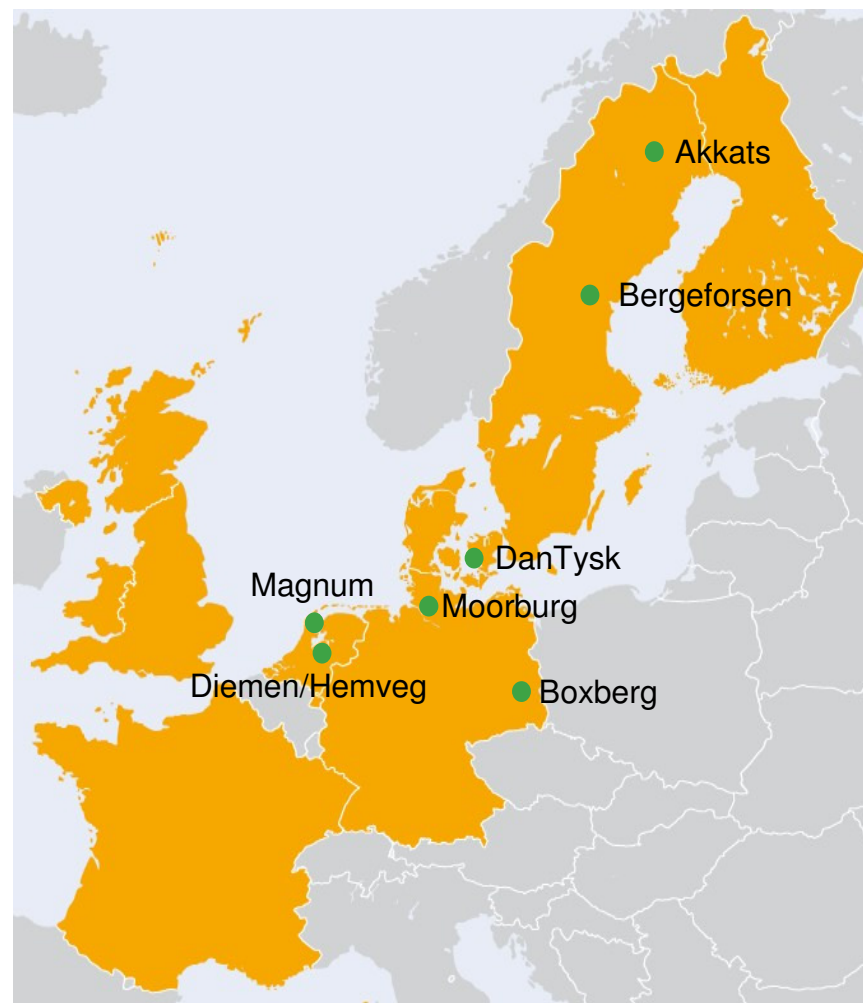 Akkats
Bergeforsen
DanTysk
Magnum
Moorburg
Diemen/Hemveg
Boxberg